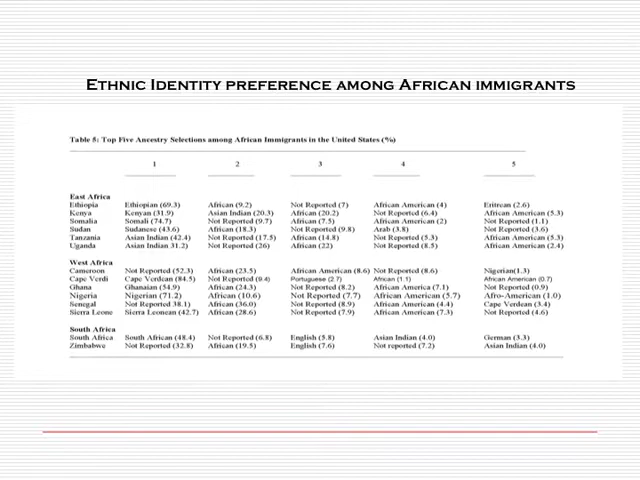 Ethnic Identity preference among African immigrants
Table 5: Top Five Ancestry Selections among African Immigrants in the United States (%)
1 2 3 4 5
East Africa
Ethiopia Ethiopian (69.3) African (9.2) Not Reported (7) African American (4) Eritrean (2.6)
Kenya Kenyan (31.9) Asian Indian (20.3) African (20.2) Not Reported (6.4) African American (5.3)
Somalia Somali (74.7) Not Reported (9.7) African (7.5) African American (2) Not Reported (1.1)
Sudan Sudanese (43.6) African (18.3) Not Reported (9.8) Arab (3.8) Not Reported (3.6)
Tanzania Asian Indian (42.4) Not Reported (17.5) African (14.8) Not Reported (5.3) African American (5.3)
Uganda Asian Indian 31.2) Not Reported (26) African (22) Not Reported (8.5) African American (2.4)
West Africa
Cameroon Not Reported (52.3) African (23.5) African American (8.6) Not Reported (8.6) Nigerian(1.3)
Cape Verdi Cape Verdean (84.5) Not Reported (9.4) Portuguese (2.7) African (1.1) African American (0.7)
Ghana Ghanaian (54.9) African (24.3) Not Reported (8.2) African America (7.1) Not Reported (0.9)
Nigeria Nigerian (71.2) African (10.6) Not Reported (7.7) African American (5.7) Afro-American (1.0)
Senegal Not Reported 38.1) African (36.0) Not Reported (8.9) African American (4.4) Cape Verdean (3.4)
Sierra Leone Sierra Leonean (42.7) African (28.6) Not Reported (7.9) African American (7.3) Not Reported (4.6)
South Africa
South Africa South African (48.4) Not Reported (6.8) English (5.8) Asian Indian (4.0) German (3.3)
Zimbabwe Not Reported (32.8) African (19.5) English (7.6) Not reported (7.2) Asian Indian (4.0)